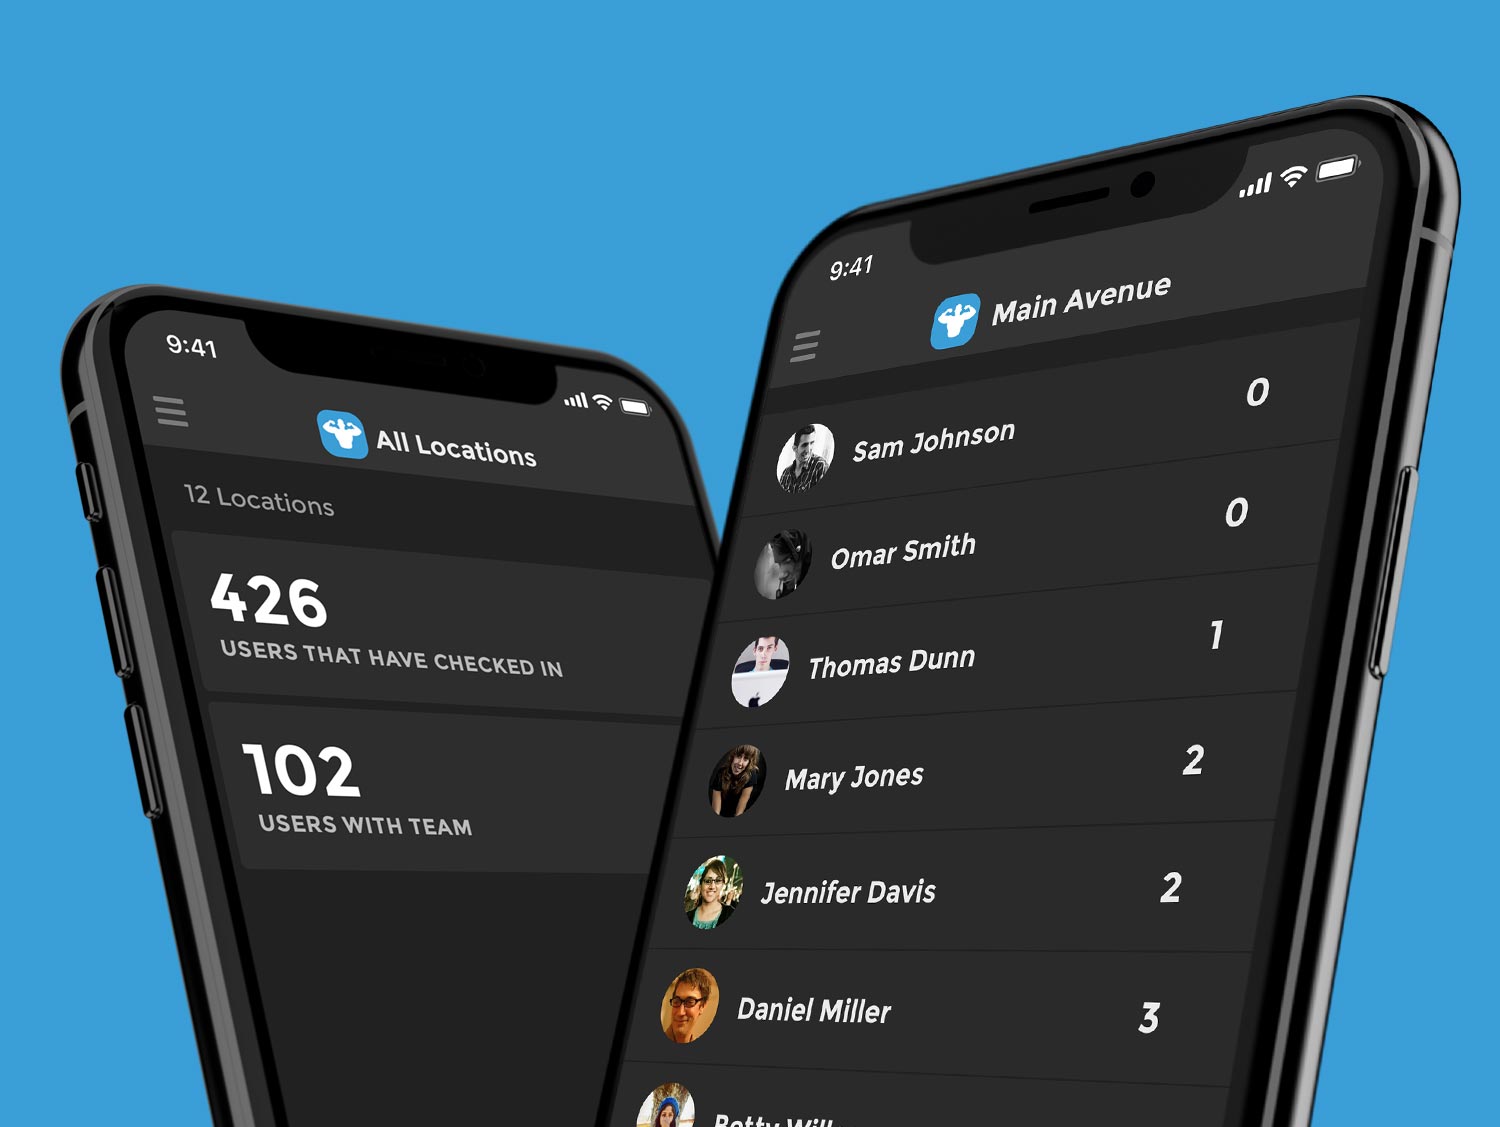 9:41
All Locations
12 Locations
426
USERS THAT HAVE CHECKED IN
102
USERS WITH TEAM
9:41
Main Avenue
Sam Johnson 0
Omar Smith 0
Thomas Dunn 1
Mary Jones 2
Jennifer Davis 2
Daniel Miller 3
Betty